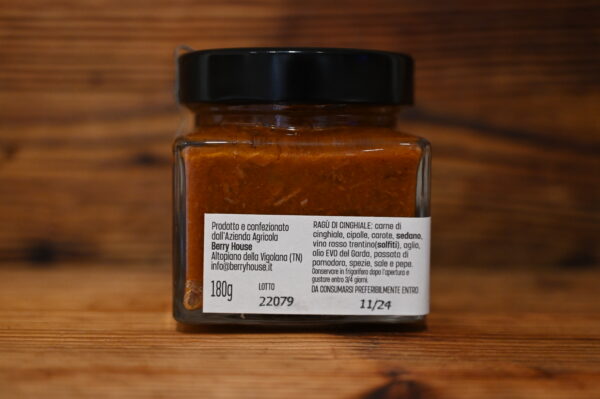 Prodotto e confezionato
dall'Azienda Agricola
Berry House
Altopiano della Vigolana (TN)
info@berryhouse.it
180g
LOTTO
22079
RAGÙ DI CINGHIALE: carne di
cinghiale, cipolle, carote, sedano,
vino rosso trentino(solfiti), aglio,
olio EVO del Garda, passata di
pomodoro, spezie, sale e pepe.
Conservare in frigorifero dopo l'apertura e
gustare entro 3/4 giorni.
DA CONSUMARSI PREFERIBILMENTE ENTRO
11/24